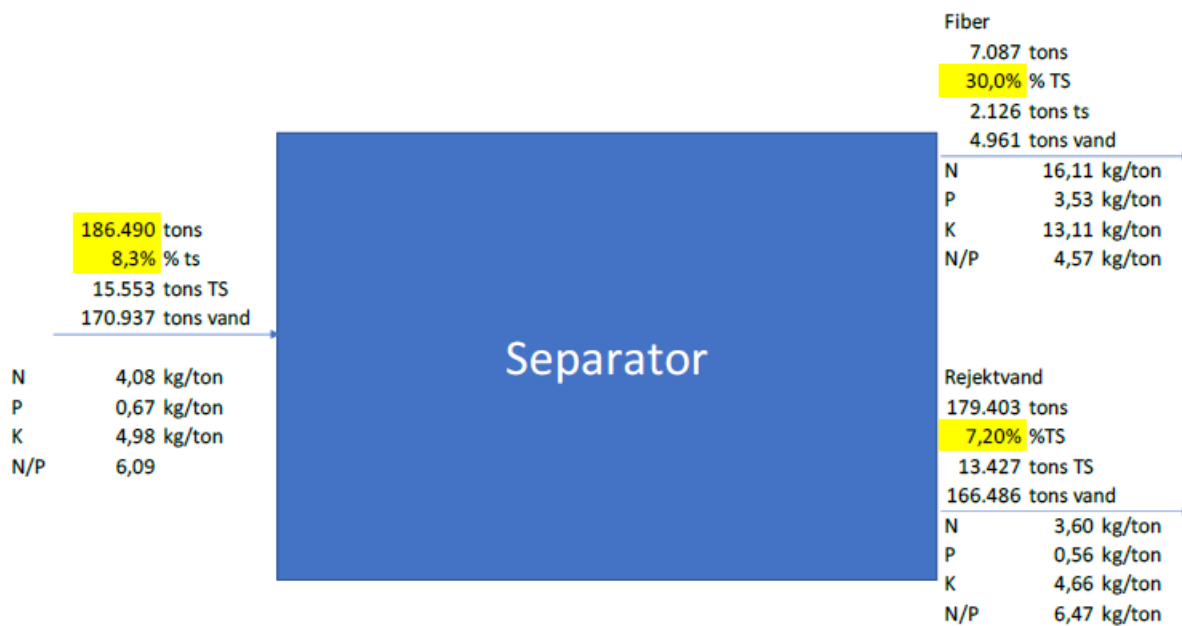 186.490 tons
8,3% % ts
15.553 tons TS
170.937 tons vand
N 4,08 kg/ton
P 0,67 kg/ton
K 4,98 kg/ton
N/P 6,09
Separator
Fiber
7.087 tons
30,0% % TS
2.126 tons ts
4.961 tons vand
N 16,11 kg/ton
P 3,53 kg/ton
K 13,11 kg/ton
N/P 4,57 kg/ton
Rejektvand
179.403 tons
7,20% %TS
13.427 tons TS
166.486 tons vand
N 3,60 kg/ton
P 0,56 kg/ton
K 4,66 kg/ton
N/P 6,47 kg/ton